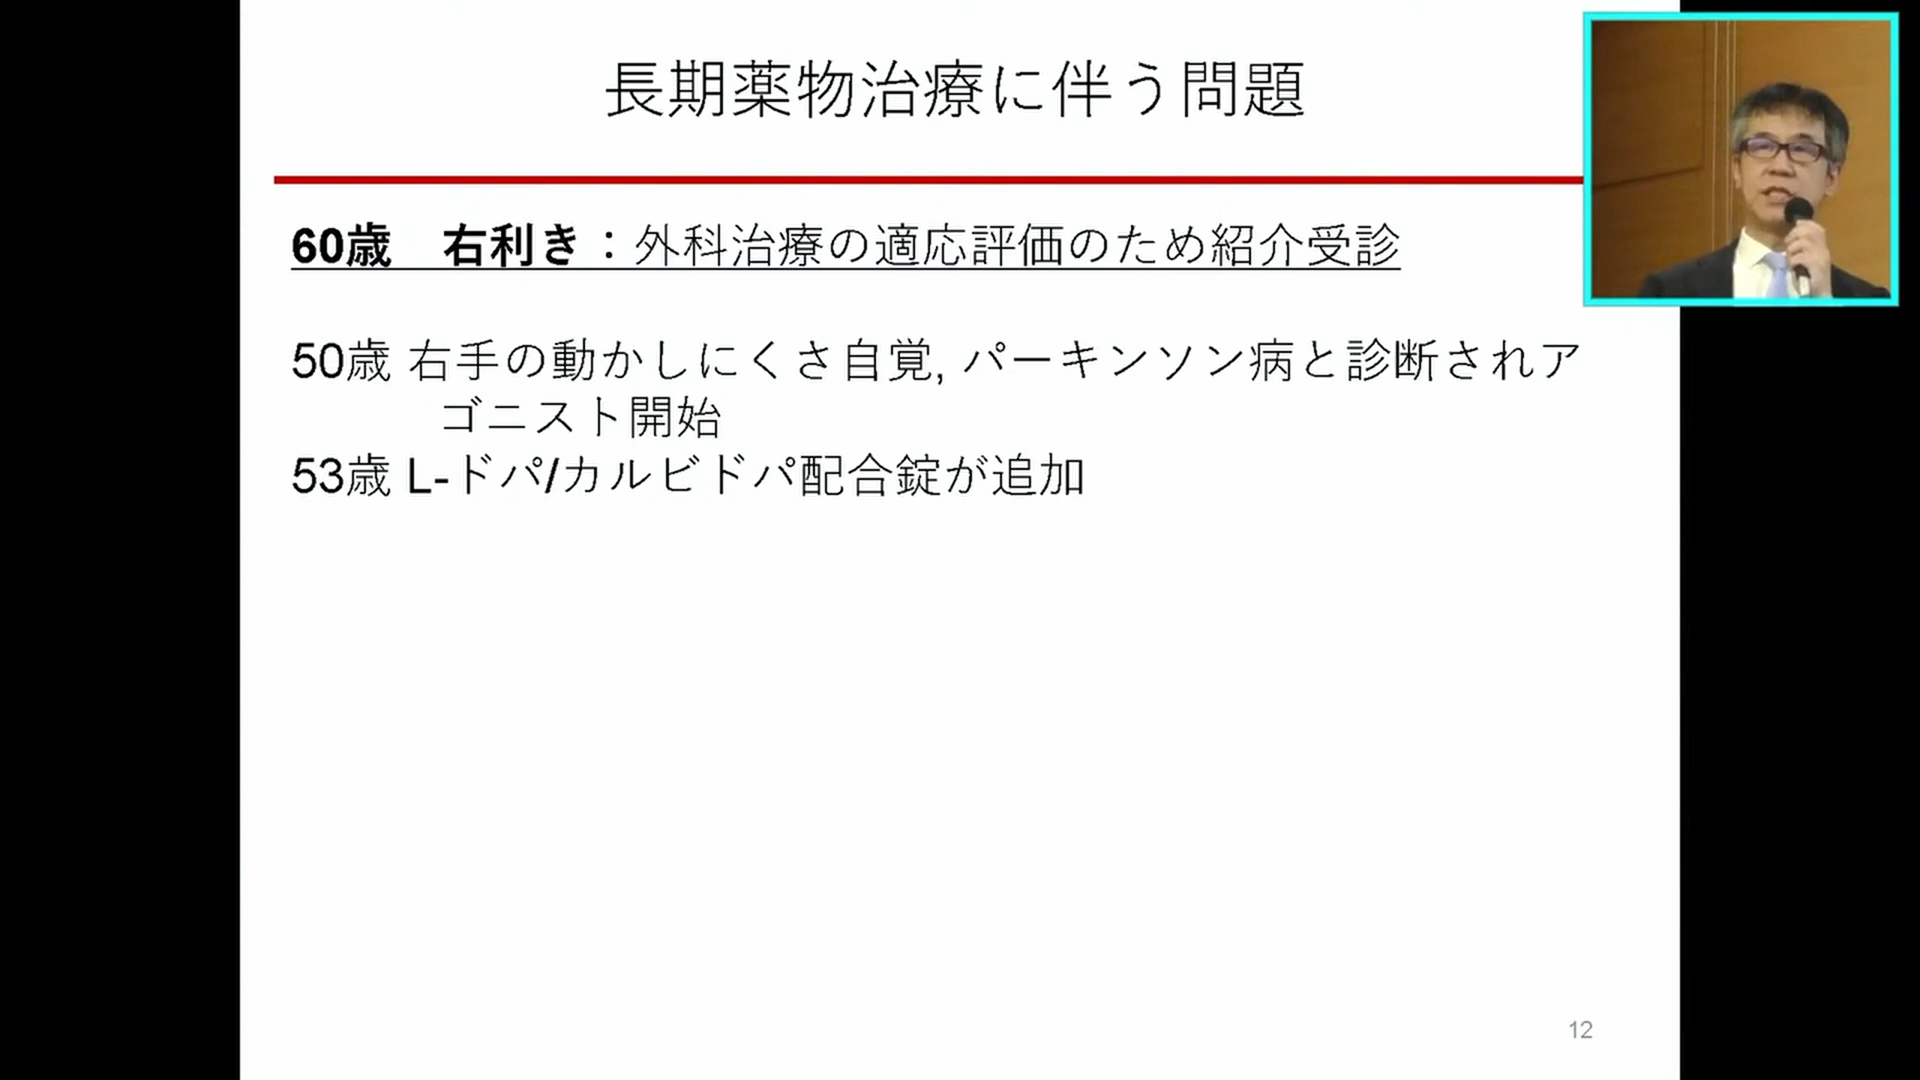 長期薬物治療に伴う問題
60歳　右利き：外科治療の適応評価のため紹介受診
50歳 右手の動かしにくさ自覚, パーキンソン病と診断されア
ゴニスト開始
53歳 L-ドパ/カルビドパ配合錠が追加
12